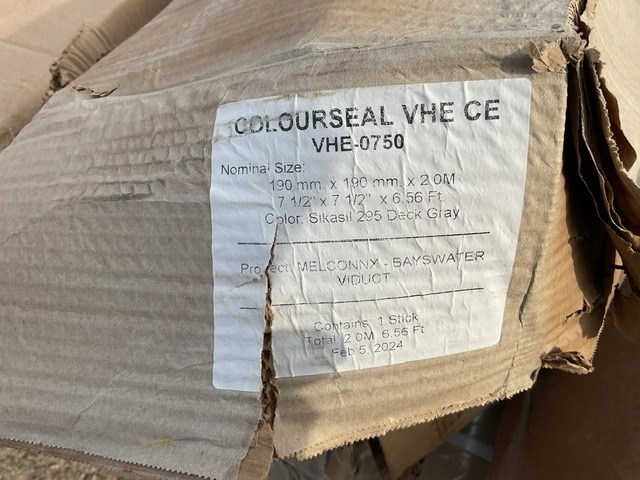 COLOURSEAL VHE CE
VHE-0750
Nominal Size:
190 mm. x 190 mm. x 2.0M
7 1/2" x 7 1/2" x 6.56 Ft.
Color: Sikasil 295 Deck Gray
Project: MELCONNX - BAYSWATER
VIDUCT
Contains: 1 Stick
Total: 2.0M 6.56 Ft
Feb 5, 2024